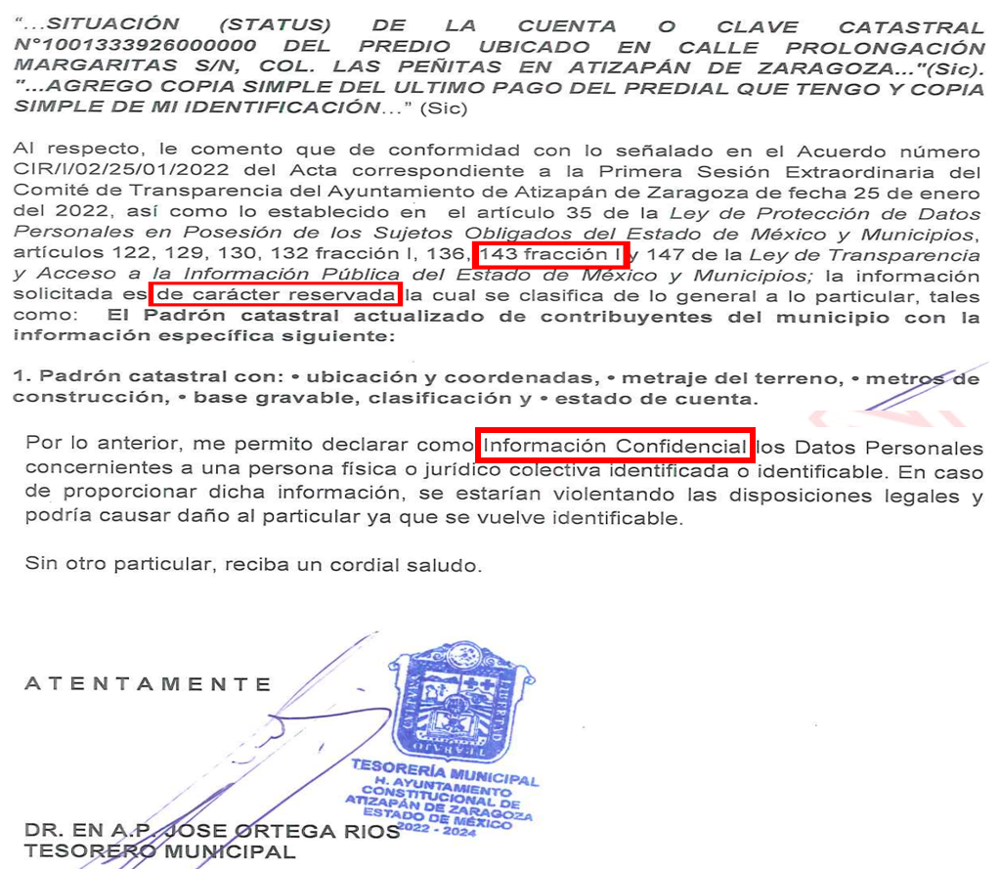 “...SITUACIÓN (STATUS) DE LA CUENTA O CLAVE CATASTRAL
N°1001333926000000 DEL PREDIO UBICADO EN CALLE PROLONGACIÓN
MARGARITAS S/N, COL. LAS PEÑITAS EN ATIZAPÁN DE ZARAGOZA..."(Sic).
"...AGREGO COPIA SIMPLE DEL ULTIMO PAGO DEL PREDIAL QUE TENGO Y COPIA
SIMPLE DE MI IDENTIFICACIÓN...” (Sic)
Al respecto, le comento que de conformidad con lo señalado en el Acuerdo número
CIR/I/02/25/01/2022 del Acta correspondiente a la Primera Sesión Extraordinaria del
Comité de Transparencia del Ayuntamiento de Atizapán de Zaragoza de fecha 25 de enero
del 2022, así como lo establecido en el artículo 35 de la Ley de Protección de Datos
Personales en Posesión de los Sujetos Obligados del Estado de México y Municipios,
artículos 122, 129, 130, 132 fracción I, 136, 143 fracción I y 147 de la Ley de Transparencia
y Acceso a la Información Pública del Estado de México y Municipios; la información
solicitada es de carácter reservada la cual se clasifica de lo general a lo particular, tales
como: El Padrón catastral actualizado de contribuyentes del municipio con la
información específica siguiente:
1. Padrón catastral con: • ubicación y coordenadas, • metraje del terreno, • metros de
construcción, • base gravable, clasificación y • estado de cuenta.
Por lo anterior, me permito declarar como Información Confidencial los Datos Personales
concernientes a una persona física o jurídico colectiva identificada o identificable. En caso
de proporcionar dicha información, se estarían violentando las disposiciones legales y
podría causar daño al particular ya que se vuelve identificable.
Sin otro particular, reciba un cordial saludo.
ATENTAMENTE
LIBERTAD
TRABAJO
TESORERÍA MUNICIPAL
H. AYUNTAMIENTO
CONSTITUCIONAL DE
ATIZAPÁN DE ZARAGOZA
ESTADO DE MÉXICO
2022 - 2024
DR. EN A.P. JOSE ORTEGA RIOS
TESORERO MUNICIPAL